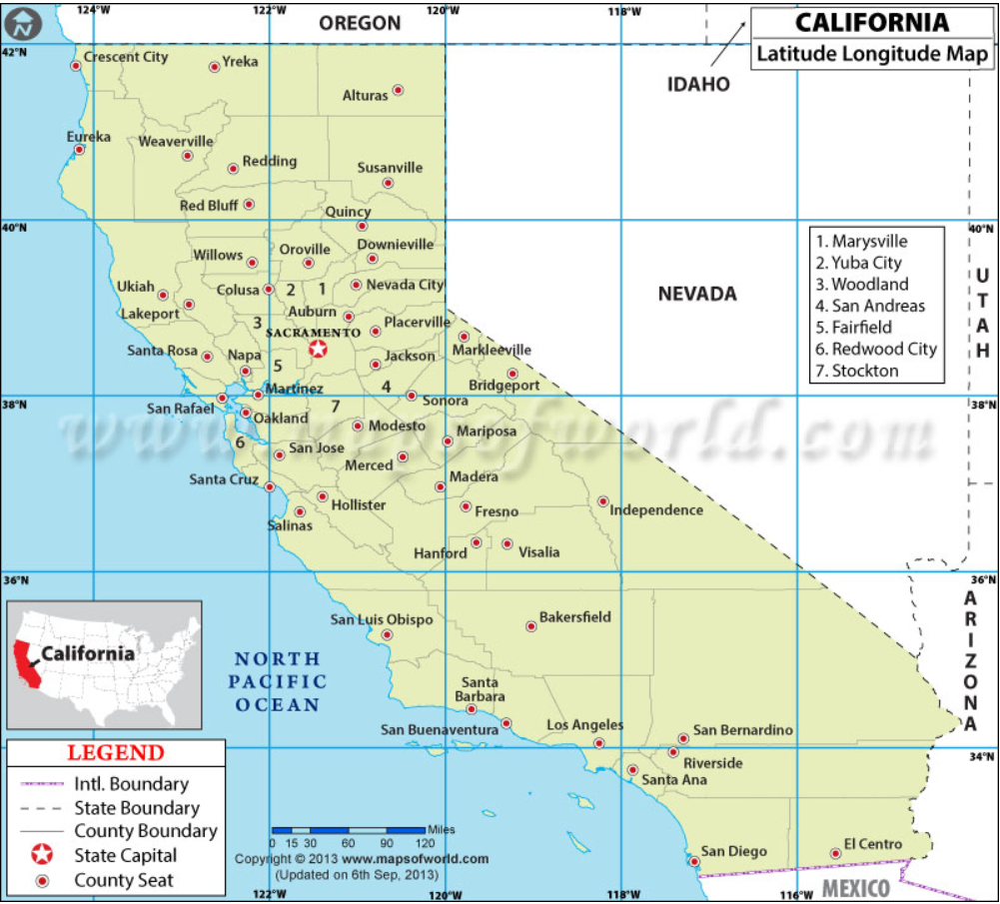 N
124°W
122°W
OREGON
120°W
118°W
CALIFORNIA
Latitude Longitude Map
42°N
Crescent City
Yreka
IDAHO
Alturas
Eureka
Weaverville
Redding
Susanville
Red Bluff
Quincy
40°N
40°N
Downieville
Oroville
Willows
Nevada City
Ukiah
Colusa
2
1
Lakeport
Auburn
3
SACRAMENTO
Placerville
NEVADA
1. Marysville
2. Yuba City
3. Woodland
4. San Andreas
5. Fairfield
6. Redwood City
7. Stockton
UTAH
Santa Rosa
Napa
5
Jackson
Markleeville
4
Bridgeport
Martinez
38°N
38°N
San Rafael
Sonora
7
Oakland
Modesto
Mariposa
www.mapsofworld.com
6
San Jose
Merced
Santa Cruz
Madera
Hollister
Salinas
Fresno
Independence
Hanford
Visalia
36°N
36°N
ARIZONA
San Luis Obispo
Bakersfield
California
NORTH
PACIFIC
OCEAN
Santa
Barbara
San Buenaventura
Los Angeles
San Bernardino
Riverside
34°N
Santa Ana
LEGEND
Intl. Boundary
State Boundary
County Boundary
State Capital
County Seat
Miles
0 15 30 60 90 120
Copyright © 2013 www.mapsofworld.com
(Updated on 6th Sep, 2013)
San Diego
El Centro
122°W
120°W
118°W
116°W
MEXICO